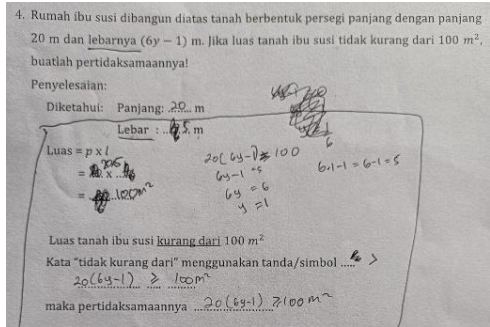 4. Rumah ibu susi dibangun diatas tanah berbentuk persegi panjang dengan panjang
20 m dan lebarnya (6y − 1) m. Jika luas tanah ibu susi tidak kurang dari 100 m²,
buatlah pertidaksamaannya!
Penyelesaian:
Diketahui: Panjang: ..20.. m
Lebar : ..5. m
Luas = p x l
= x
= 100m²
20(6y-1) ≥ 100
6y-1 =5
6y = 6
y = 1
6.1-1 = 6-1 = 5
6
Luas tanah ibu susi kurang dari 100 m²
Kata "tidak kurang dari" menggunakan tanda/simbol ..... >
20(6y-1) ≥ 100m²
maka pertidaksamaannya 20(6y-1) ≥ 100 m²